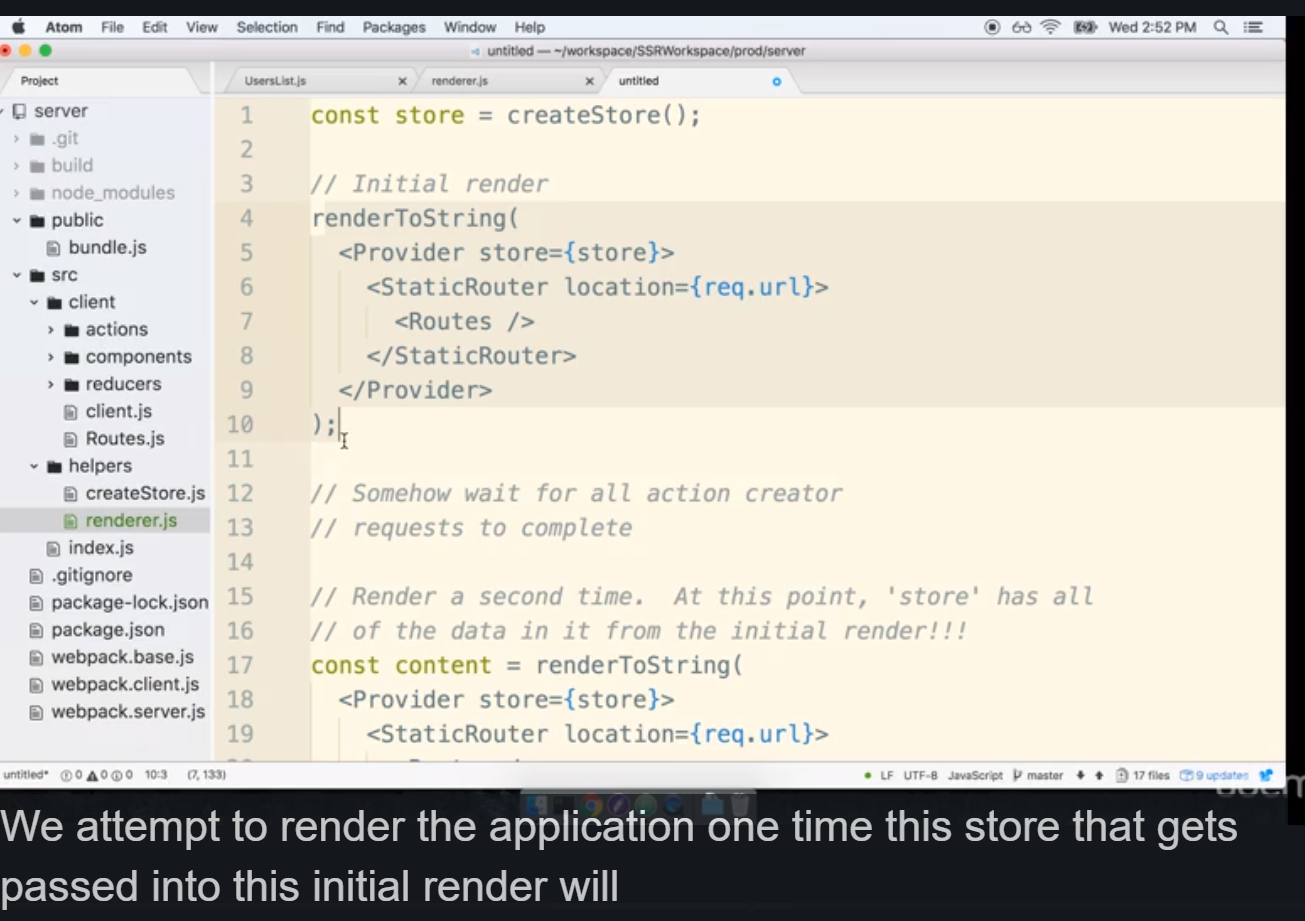 Atom File Edit View Selection Find Packages Window Help Wed 2:52 PM
untitled — ~/workspace/SSRWorkspace/prod/server
Project
UsersList.js
renderer.js
untitled
server
.git
build
node_modules
public
bundle.js
src
client
actions
components
reducers
client.js
Routes.js
helpers
createStore.js
renderer.js
index.js
.gitignore
package-lock.json
package.json
webpack.base.js
webpack.client.js
webpack.server.js
1 const store = createStore();
2
3 // Initial render
4 renderToString(
5 <Provider store={store}>
6 <StaticRouter location={req.url}>
7 <Routes />
8 </StaticRouter>
9 </Provider>
10 );
11
12 // Somehow wait for all action creator
13 // requests to complete
14
15 // Render a second time.  At this point, 'store' has all
16 // of the data in it from the initial render!!!
17 const content = renderToString(
18 <Provider store={store}>
19 <StaticRouter location={req.url}>
untitled* 0 0 0 10:3 (7, 133) LF UTF-8 JavaScript master 17 files 9 updates
We attempt to render the application one time this store that gets
passed into this initial render will